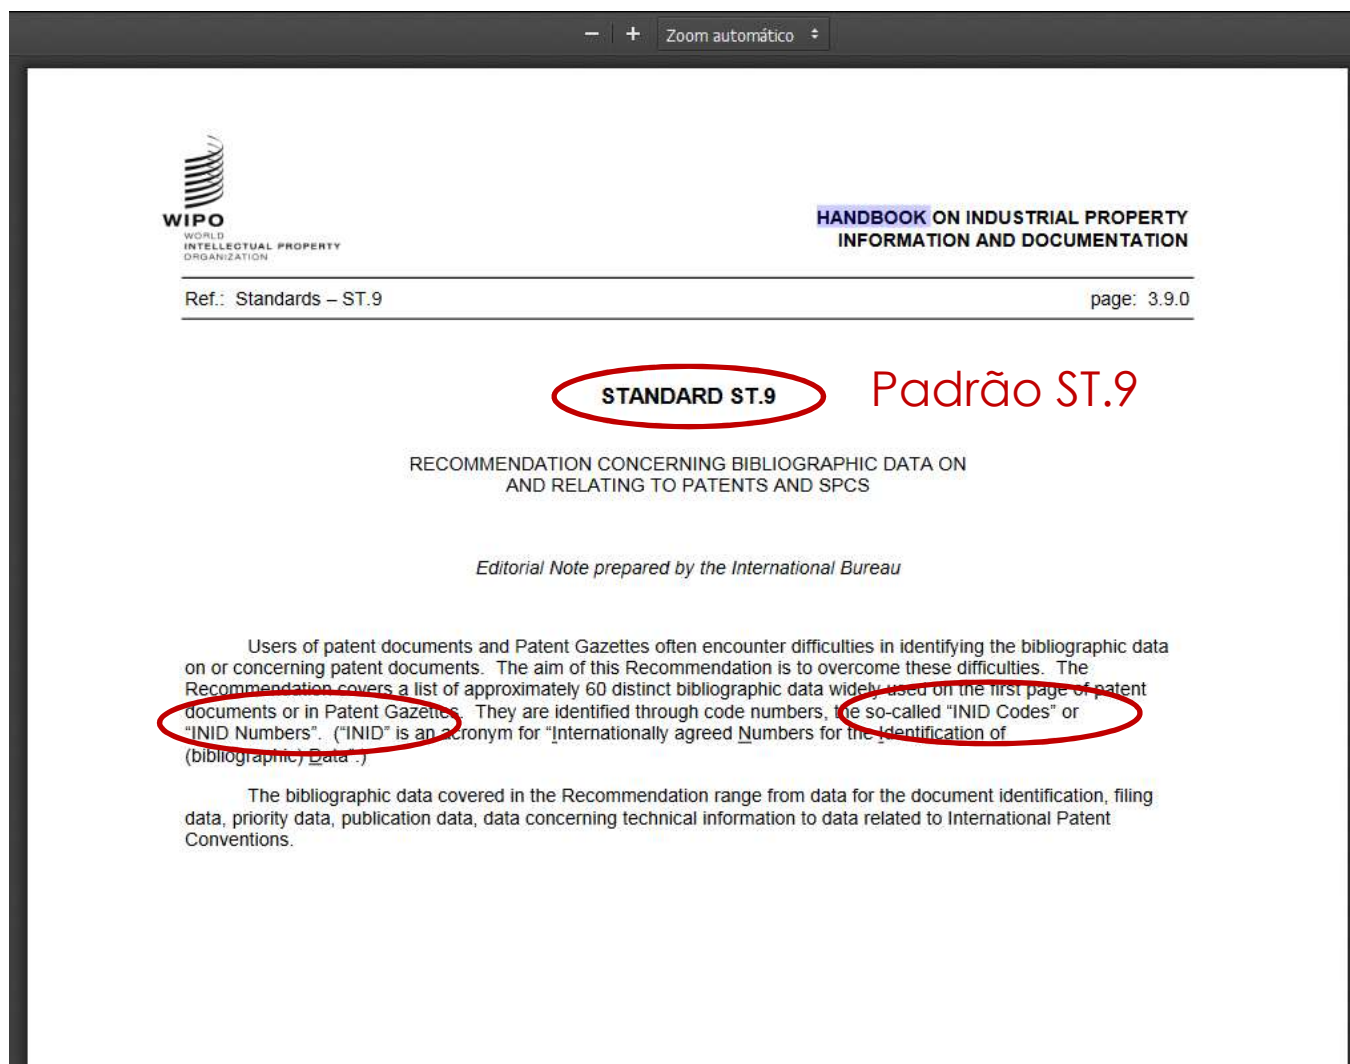 Zoom automático
WIPO
WORLD
INTELLECTUAL PROPERTY
ORGANIZATION
HANDBOOK ON INDUSTRIAL PROPERTY
INFORMATION AND DOCUMENTATION
Ref.: Standards – ST.9 page: 3.9.0
STANDARD ST.9 Padrão ST.9
RECOMMENDATION CONCERNING BIBLIOGRAPHIC DATA ON
AND RELATING TO PATENTS AND SPCS
Editorial Note prepared by the International Bureau
Users of patent documents and Patent Gazettes often encounter difficulties in identifying the bibliographic data
on or concerning patent documents. The aim of this Recommendation is to overcome these difficulties. The
Recommendation covers a list of approximately 60 distinct bibliographic data widely used on the first page of patent
documents or in Patent Gazettes. They are identified through code numbers, the so-called “INID Codes” or
“INID Numbers”. (“INID” is an acronym for “Internationally agreed Numbers for the Identification of
(bibliographic) Data”.)
The bibliographic data covered in the Recommendation range from data for the document identification, filing
data, priority data, publication data, data concerning technical information to data related to International Patent
Conventions.